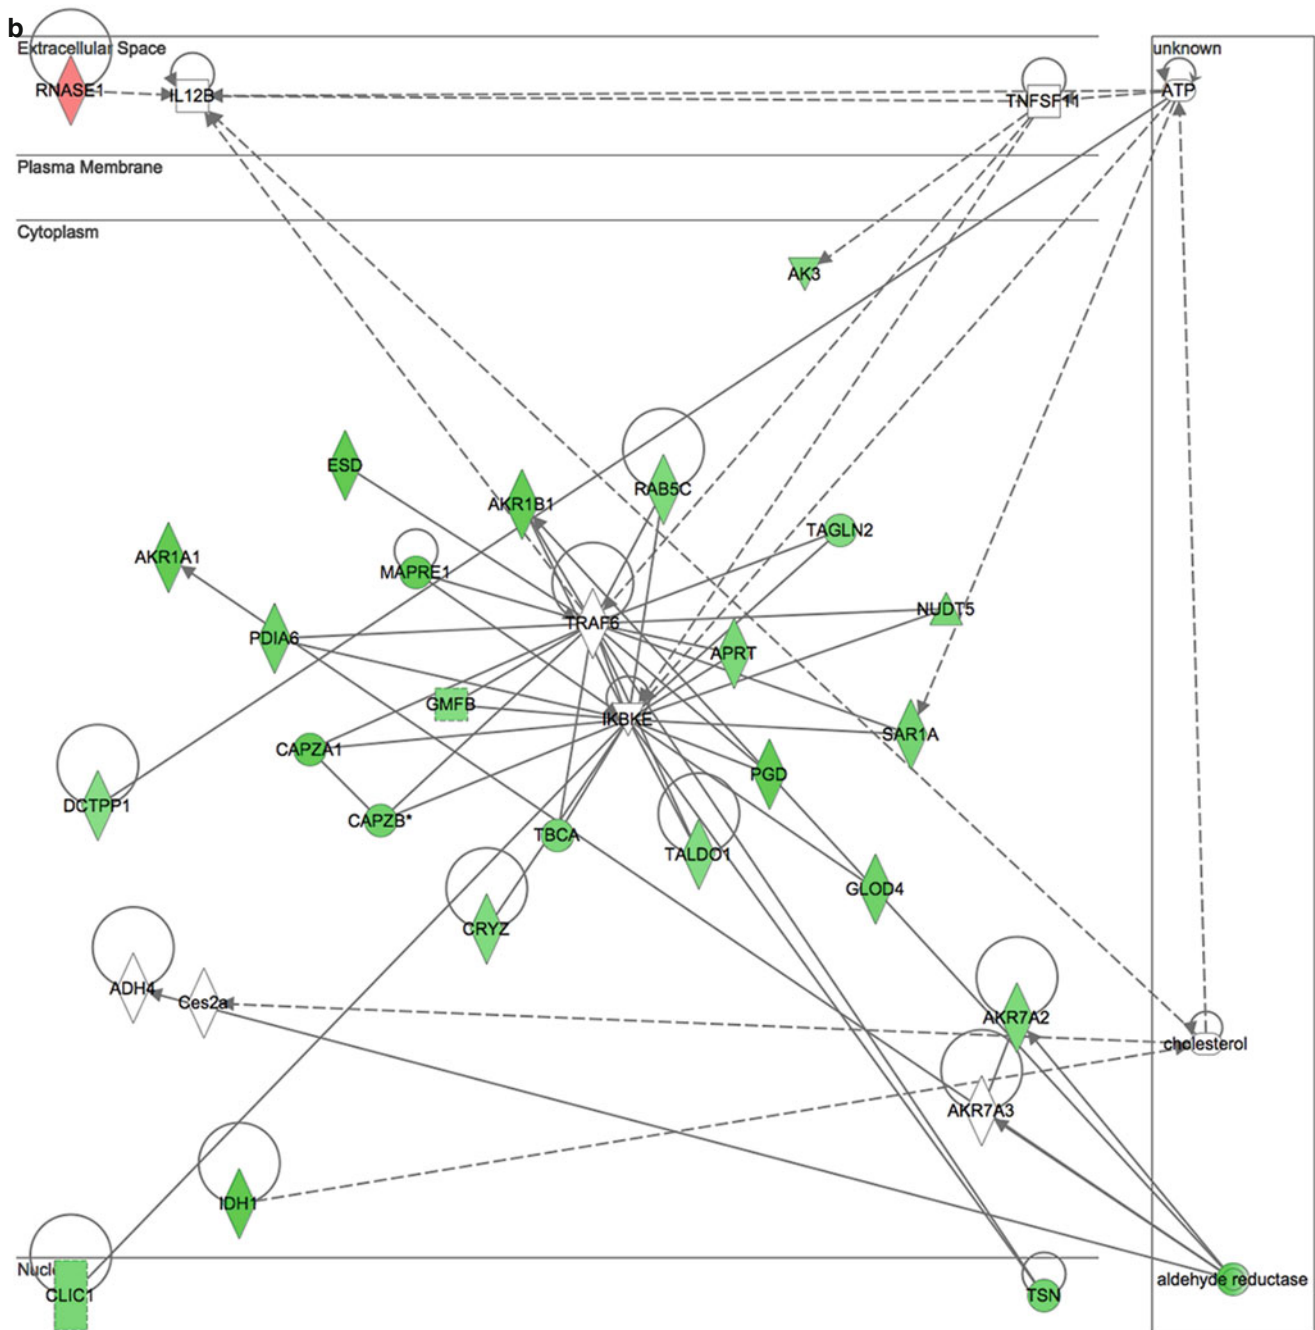 b
Extracellular Space
unknown
RNASE1
IL12B
TNFSF11
ATP
Plasma Membrane
Cytoplasm
AK3
ESD
AKR1B1
RAB5C
TAGLN2
AKR1A1
MAPRE1
NUDT5
TRAF6
PDIA6
APRT
GMFB
IKBKE
SAR1A
CAPZA1
PGD
DCTPP1
CAPZB*
TBCA
TALDO1
GLOD4
CRYZ
ADH4
Ces2a
AKR7A2
cholesterol
AKR7A3
IDH1
Nucl
CLIC1
TSN
aldehyde reductase